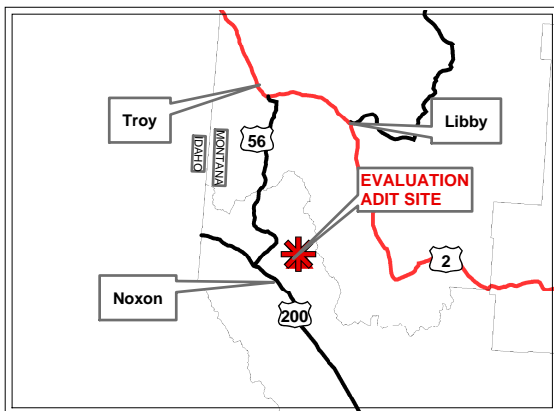 Troy
Libby
IDAHO
MONTANA
56
EVALUATION
ADIT SITE
2
Noxon
200